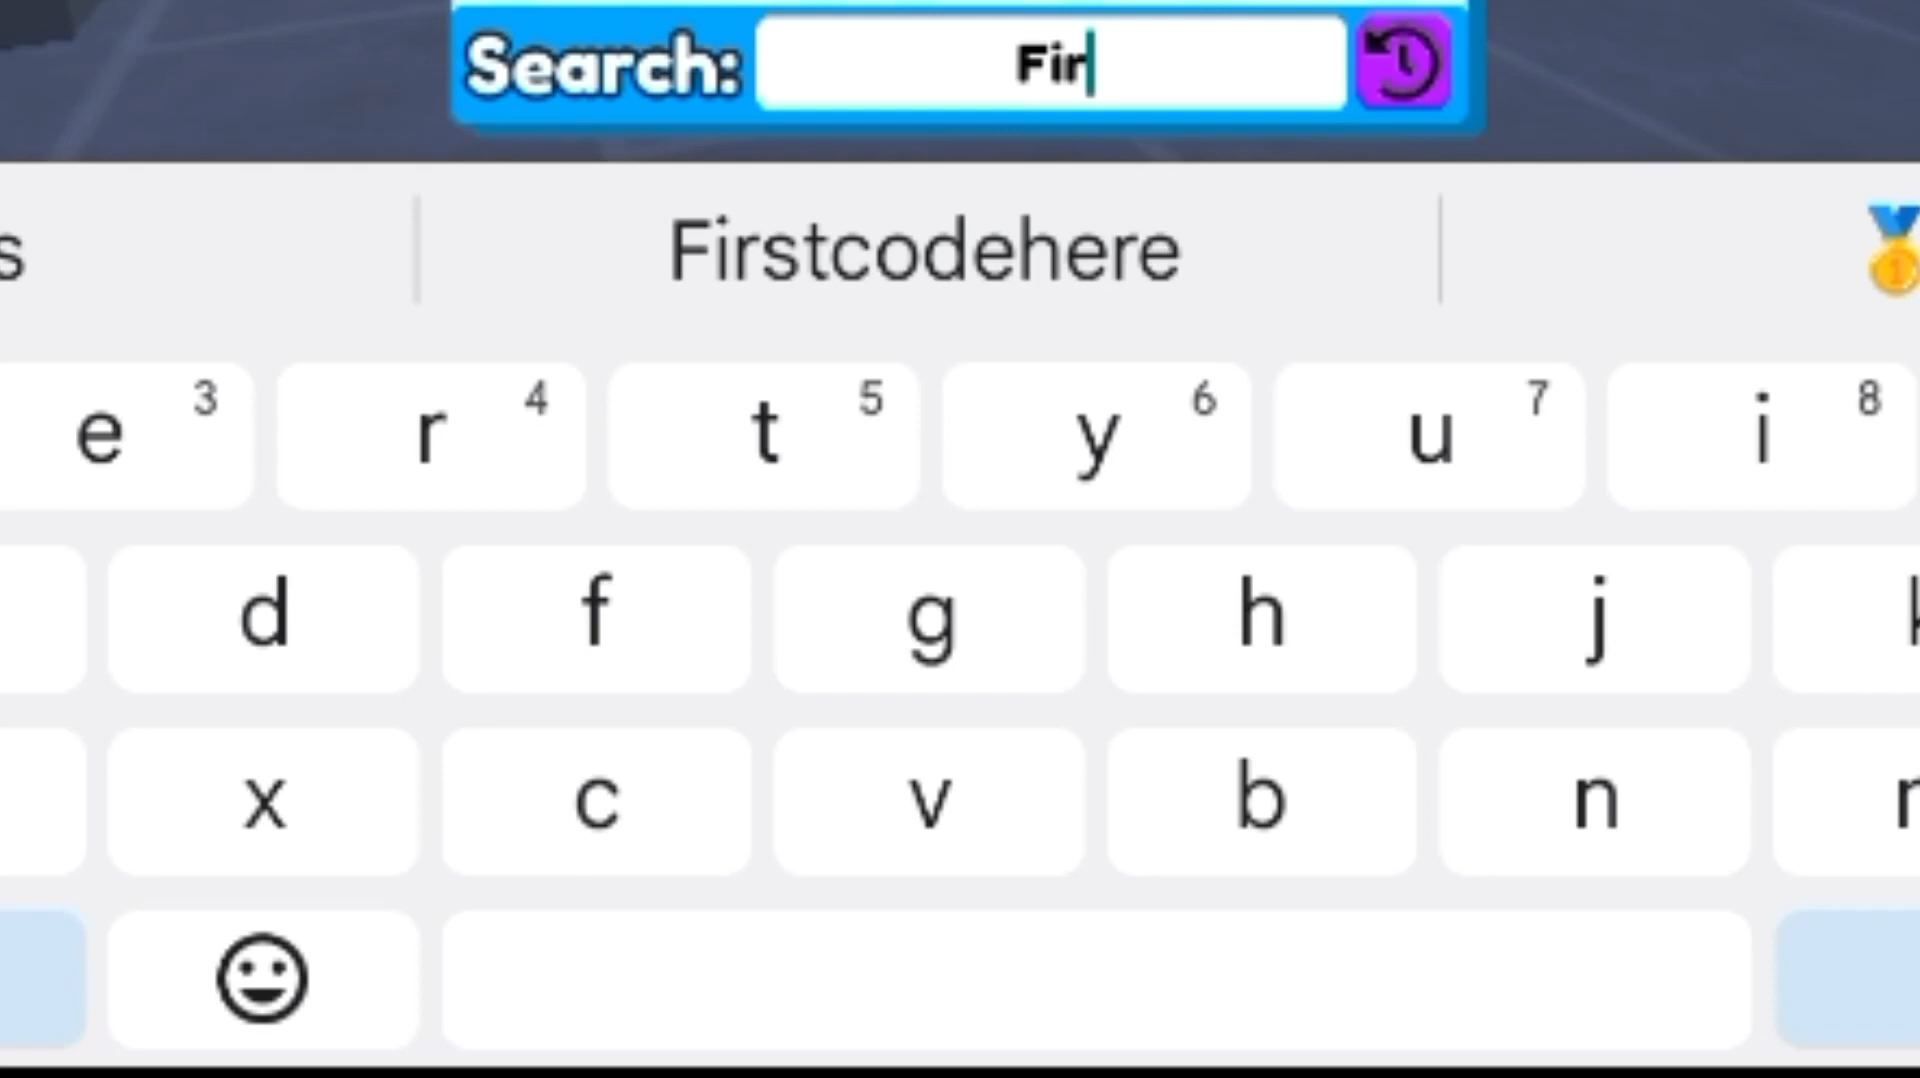 Search: Fir
s Firstcodehere
e 3 r 4 t 5 y 6 u 7 i 8
d f g h j k
x c v b n